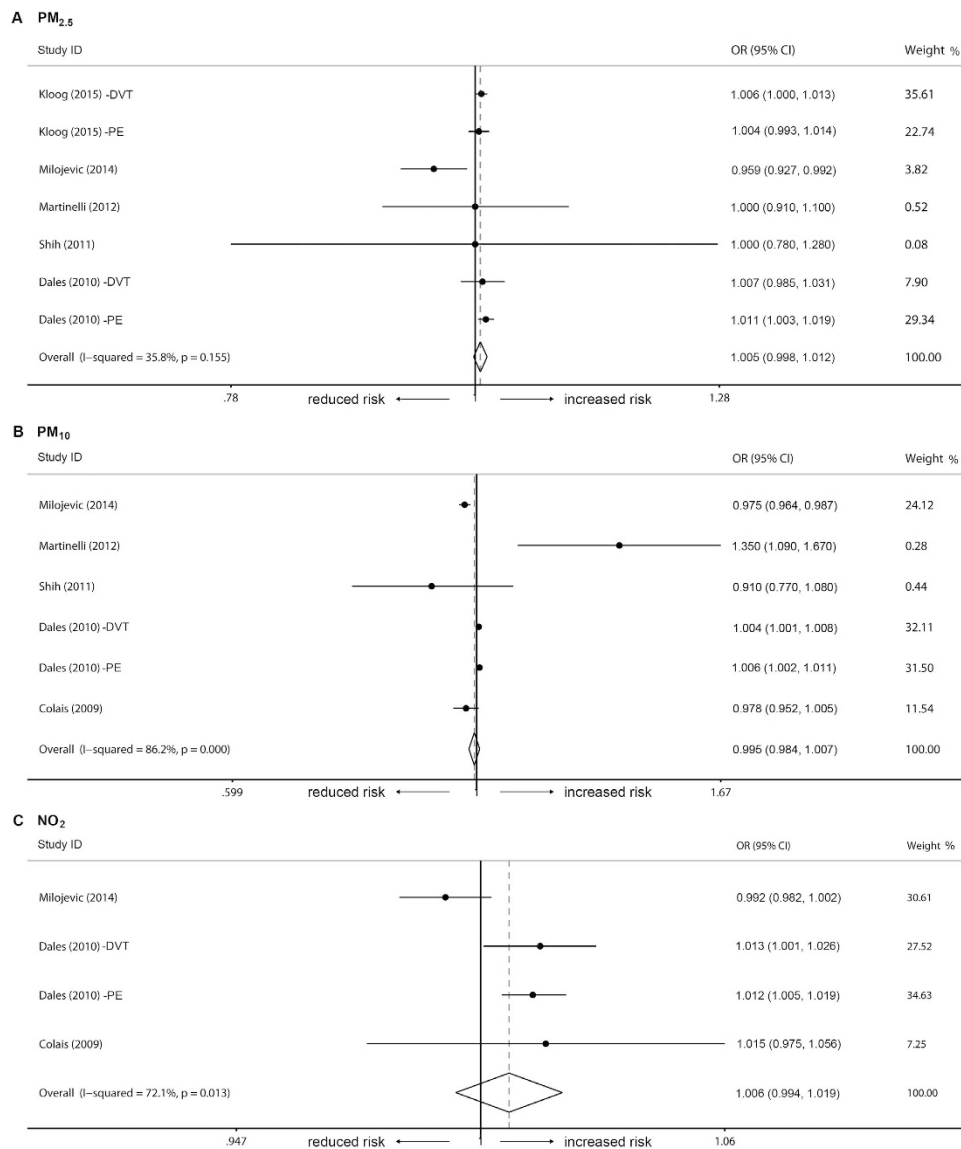 A PM2.5
Study ID OR (95% CI) Weight %
Kloog (2015) -DVT 1.006 (1.000, 1.013) 35.61
Kloog (2015) -PE 1.004 (0.993, 1.014) 22.74
Milojevic (2014) 0.959 (0.927, 0.992) 3.82
Martinelli (2012) 1.000 (0.910, 1.100) 0.52
Shih (2011) 1.000 (0.780, 1.280) 0.08
Dales (2010) -DVT 1.007 (0.985, 1.031) 7.90
Dales (2010) -PE 1.011 (1.003, 1.019) 29.34
Overall (I-squared = 35.8%, p = 0.155) 1.005 (0.998, 1.012) 100.00
.78 reduced risk increased risk 1.28
B PM10
Study ID OR (95% CI) Weight %
Milojevic (2014) 0.975 (0.964, 0.987) 24.12
Martinelli (2012) 1.350 (1.090, 1.670) 0.28
Shih (2011) 0.910 (0.770, 1.080) 0.44
Dales (2010) -DVT 1.004 (1.001, 1.008) 32.11
Dales (2010) -PE 1.006 (1.002, 1.011) 31.50
Colais (2009) 0.978 (0.952, 1.005) 11.54
Overall (I-squared = 86.2%, p = 0.000) 0.995 (0.984, 1.007) 100.00
.599 reduced risk increased risk 1.67
C NO2
Study ID OR (95% CI) Weight %
Milojevic (2014) 0.992 (0.982, 1.002) 30.61
Dales (2010) -DVT 1.013 (1.001, 1.026) 27.52
Dales (2010) -PE 1.012 (1.005, 1.019) 34.63
Colais (2009) 1.015 (0.975, 1.056) 7.25
Overall (I-squared = 72.1%, p = 0.013) 1.006 (0.994, 1.019) 100.00
.947 reduced risk increased risk 1.06